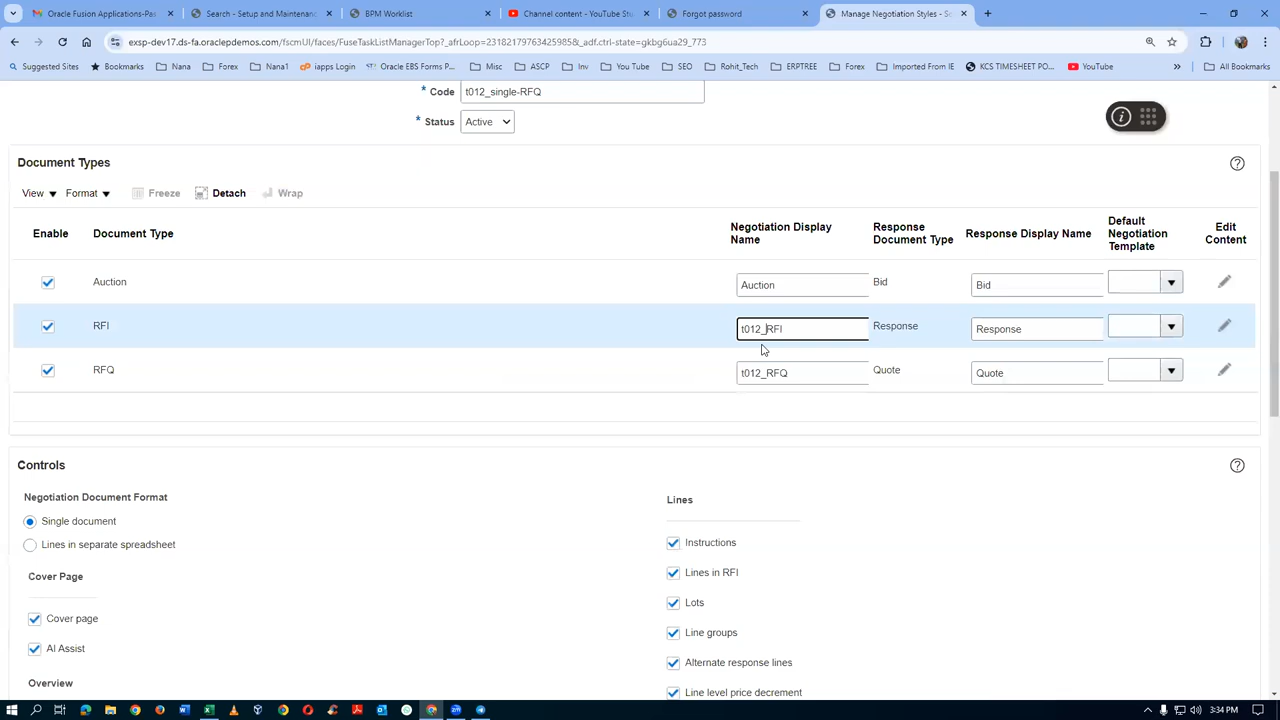 Oracle Fusion Applications-Pas
Search - Setup and Maintenanc
BPM Worklist
Channel content - YouTube Stu
Forgot password
Manage Negotiation Styles - Se
exsp-dev17.ds-fa.oraclepdemos.com/fscmUI/faces/FuseTaskListManagerTop?_afrLoop=23182179763425985&_adf.ctrl-state=gkbg6ua29_773
Suggested Sites
Bookmarks
Nana
Forex
Nana1
iapps Login
Oracle EBS Forms P...
Misc
ASCP
Inv
You Tube
SEO
Rohit_Tech
ERPTREE
Forex
Imported From IE
KCS TIMESHEET PO...
YouTube
All Bookmarks
* Code t012_single-RFQ
* Status Active
Document Types
View Format Freeze Detach Wrap
Enable Document Type Negotiation Display Name Response Document Type Response Display Name Default Negotiation Template Edit Content
Auction Auction Bid Bid
RFI t012_RFI Response Response
RFQ t012_RFQ Quote Quote
Controls
Negotiation Document Format
Single document
Lines in separate spreadsheet
Cover Page
Cover page
AI Assist
Overview
Lines
Instructions
Lines in RFI
Lots
Line groups
Alternate response lines
Line level price decrement
3:34 PM